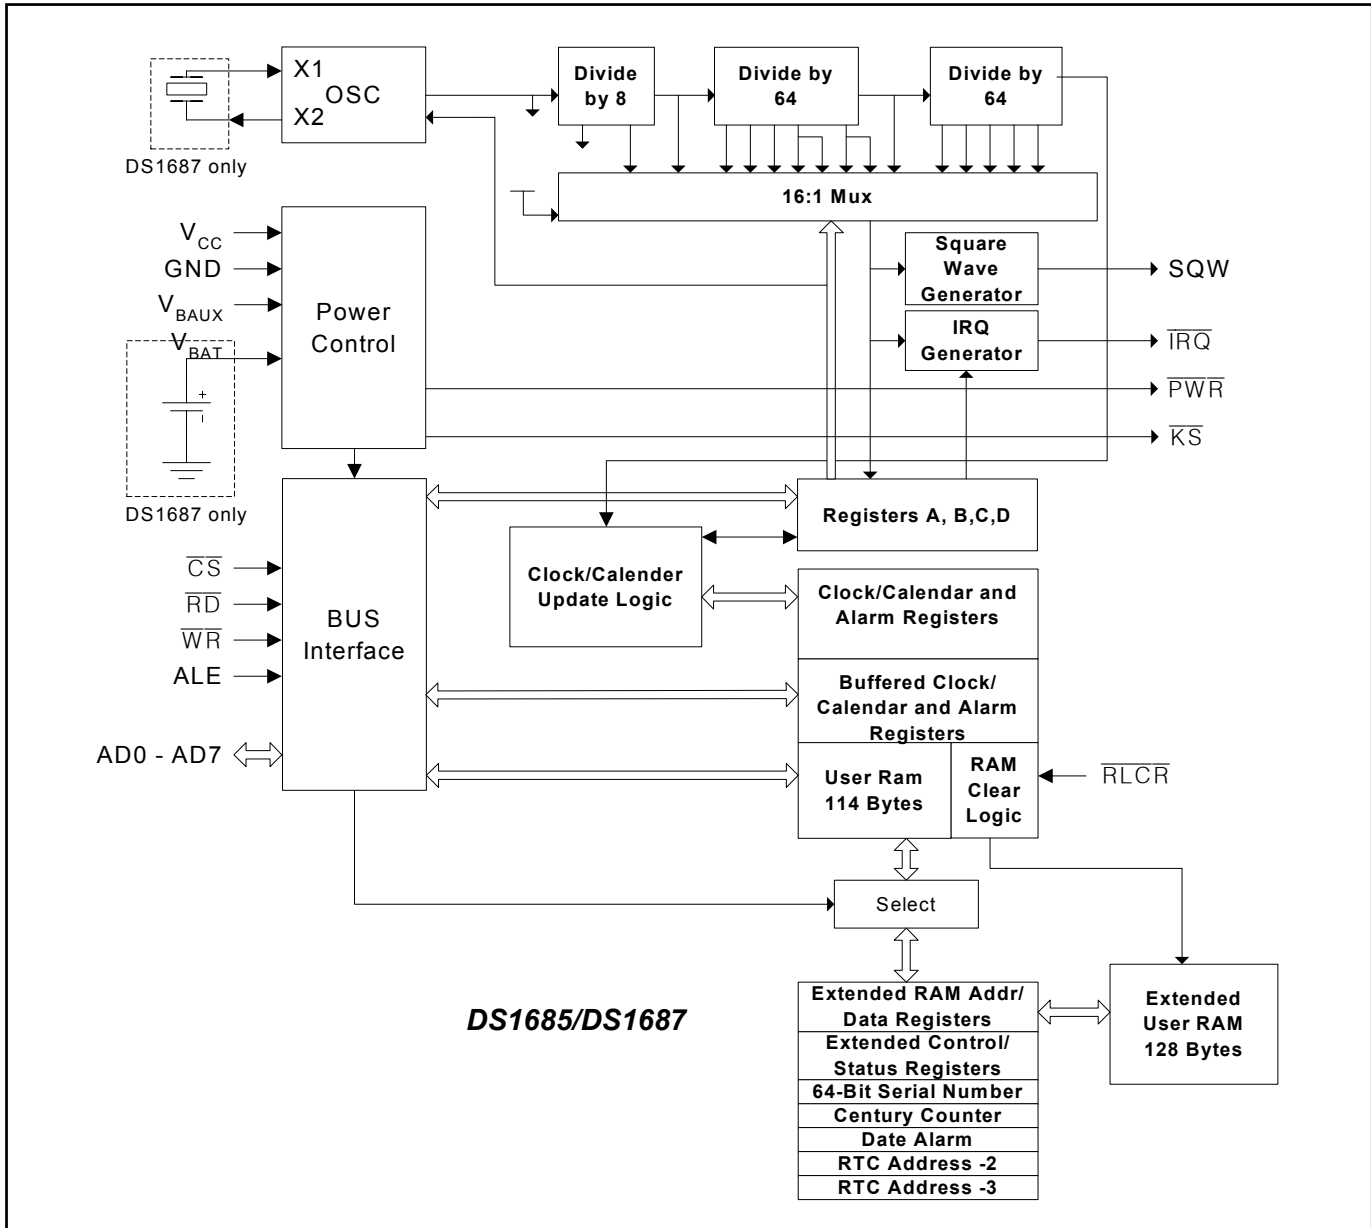 X1
OSC
X2
DS1687 only
Divide
by 8
Divide by
64
Divide by
64
16:1 Mux
VCC
GND
VBAUX
VBAT
+
DS1687 only
Power
Control
Square
Wave
Generator
IRQ
Generator
SQW
IRQ
PWR
KS
Registers A, B,C,D
Clock/Calender
Update Logic
CS
RD
WR
ALE
AD0 - AD7
BUS
Interface
Clock/Calendar and
Alarm Registers
Buffered Clock/
Calendar and Alarm
Registers
User Ram
114 Bytes
RAM
Clear
Logic
RLCR
Select
DS1685/DS1687
Extended RAM Addr/
Data Registers
Extended Control/
Status Registers
64-Bit Serial Number
Century Counter
Date Alarm
RTC Address -2
RTC Address -3
Extended
User RAM
128 Bytes